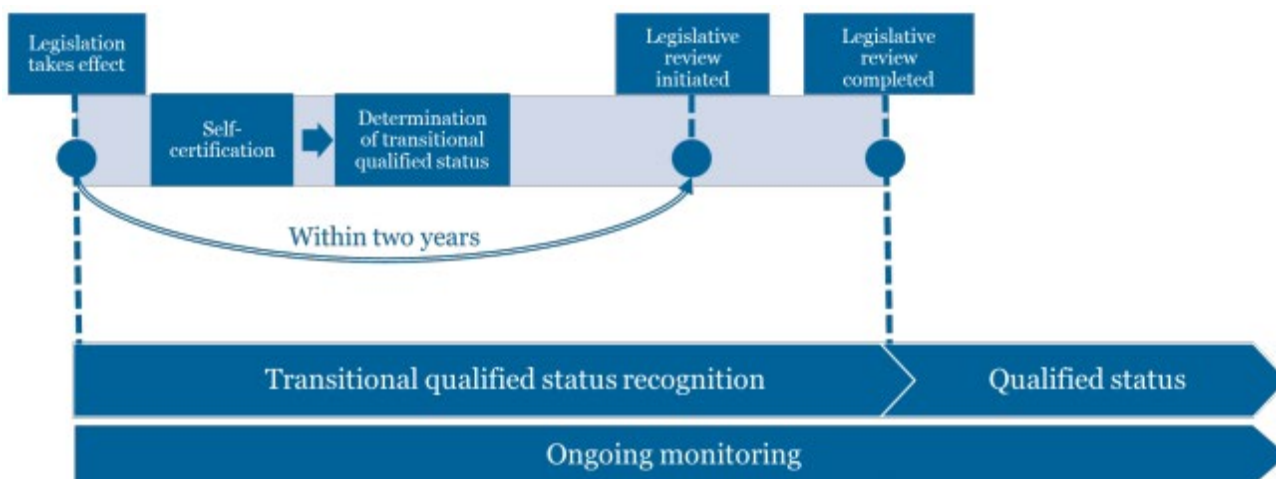 Legislation
takes effect
Legislative
review
initiated
Legislative
review
completed
Self-
certification
Determination
of transitional
qualified status
Within two years
Transitional qualified status recognition
Qualified status
Ongoing monitoring